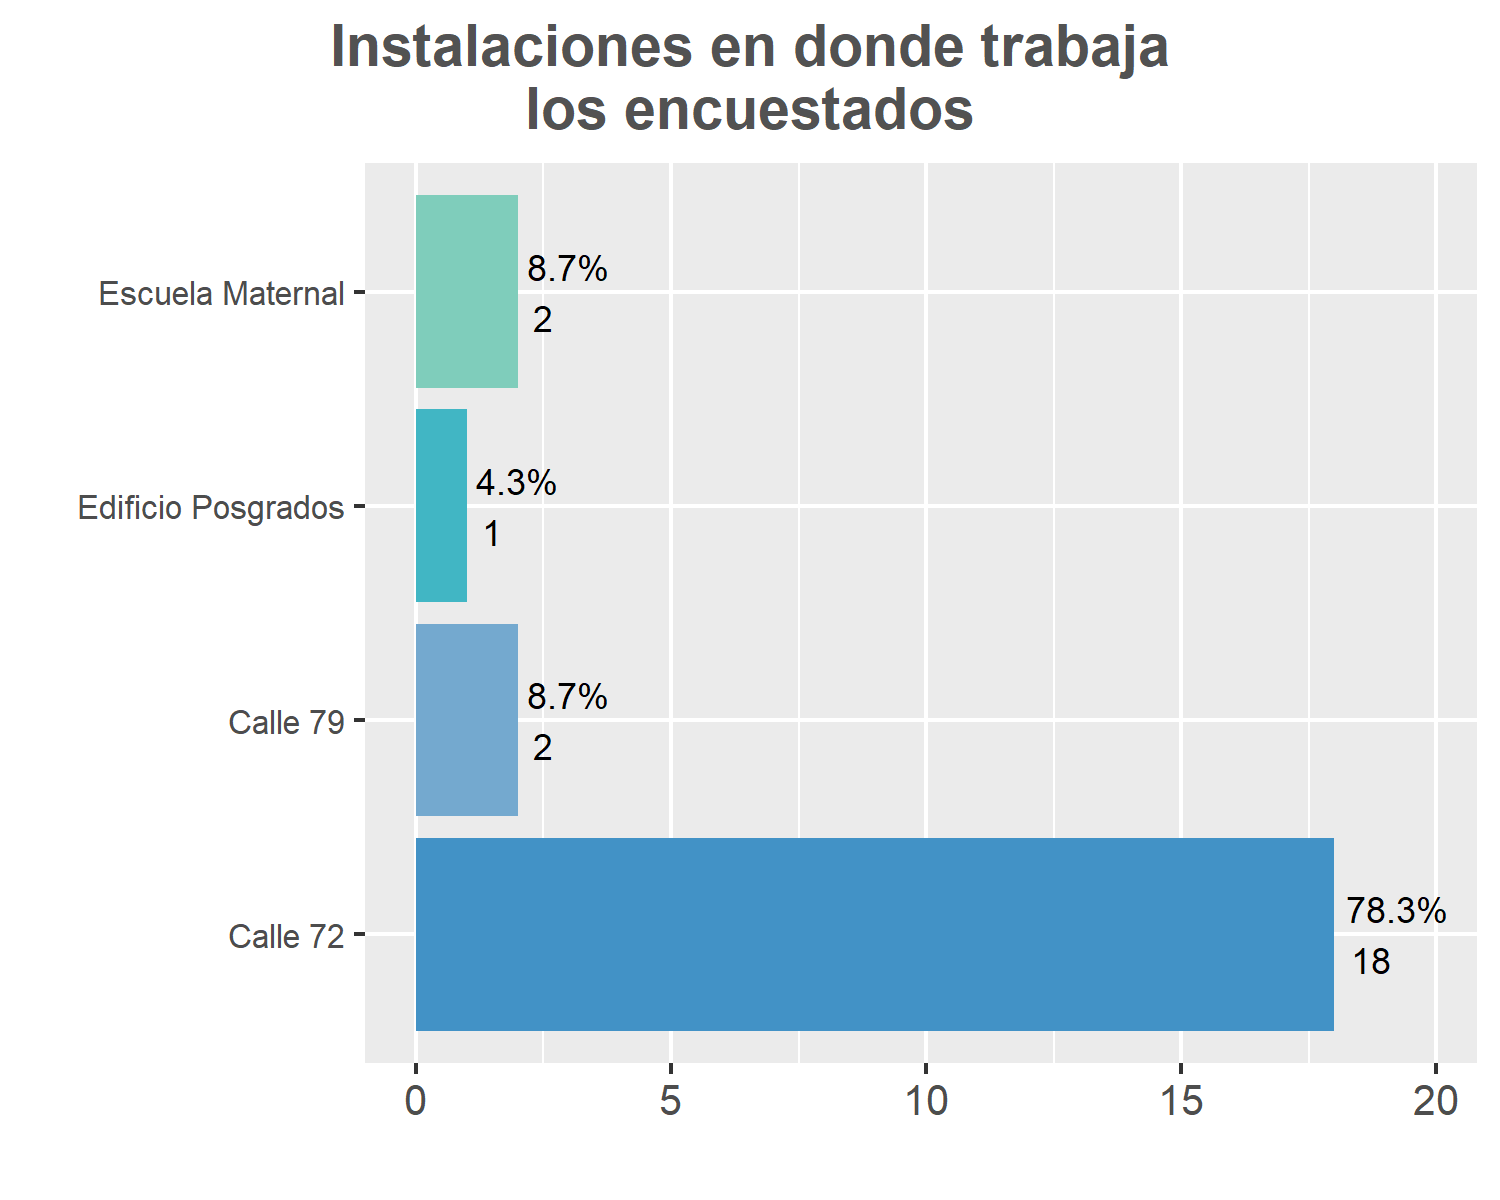 Instalaciones en donde trabaja
los encuestados
Escuela Maternal
8.7%
2
Edificio Posgrados
4.3%
1
Calle 79
8.7%
2
Calle 72
78.3%
18
0 5 10 15 20